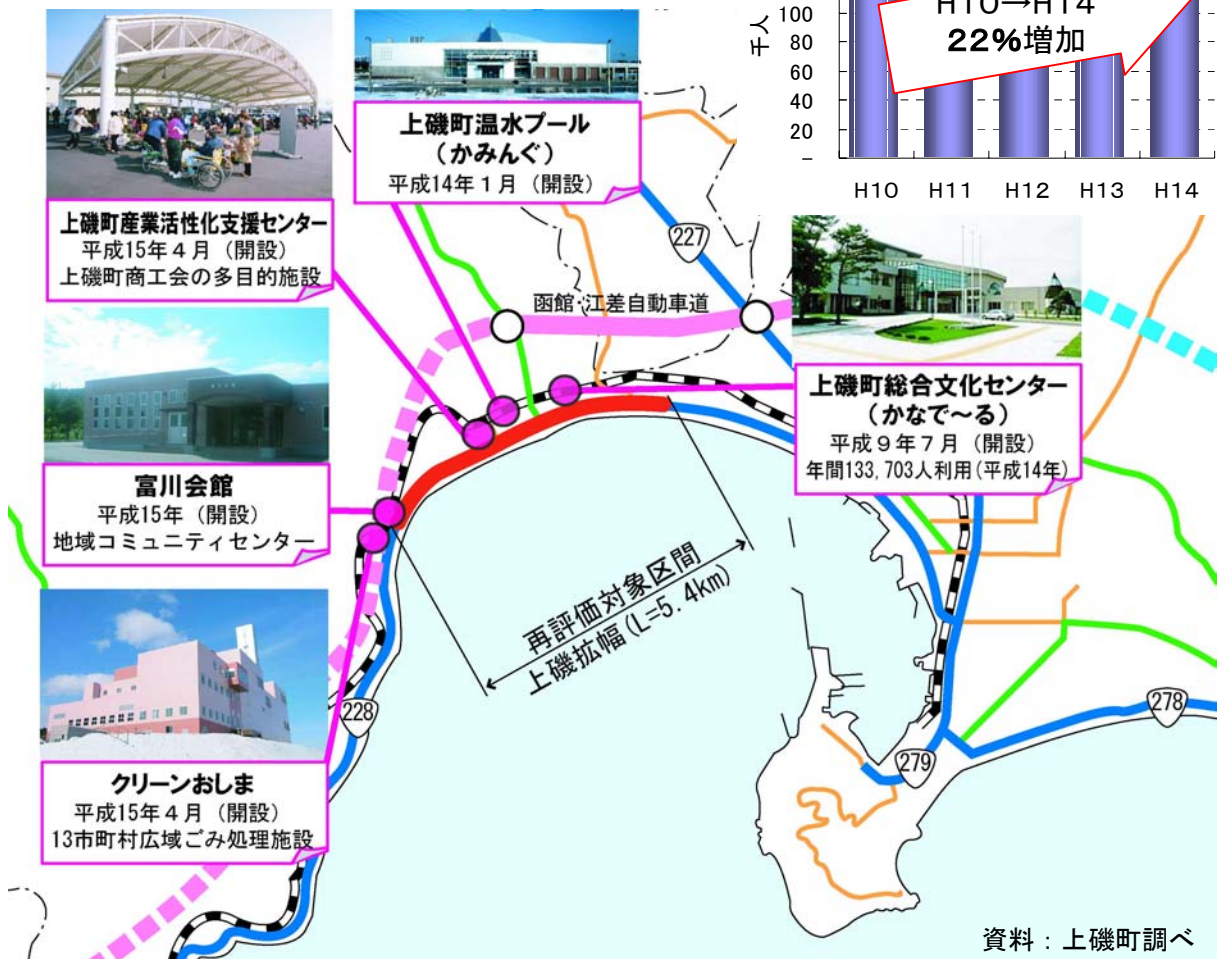 千人
100
80
60
40
20
–
H10→H14
22%増加
H10 H11 H12 H13 H14
上磯町温水プール
(かみんぐ)
平成14年1月(開設)
上磯町産業活性化支援センター
平成15年4月(開設)
上磯町商工会の多目的施設
227
函館・江差自動車道
上磯町総合文化センター
(かなで~る)
平成9年7月(開設)
年間133,703人利用(平成14年)
富川会館
平成15年(開設)
地域コミュニティセンター
再評価対象区間
上磯拡幅(L=5.4km)
クリーンおしま
平成15年4月(開設)
13市町村広域ごみ処理施設
228
278
279
資料:上磯町調べ